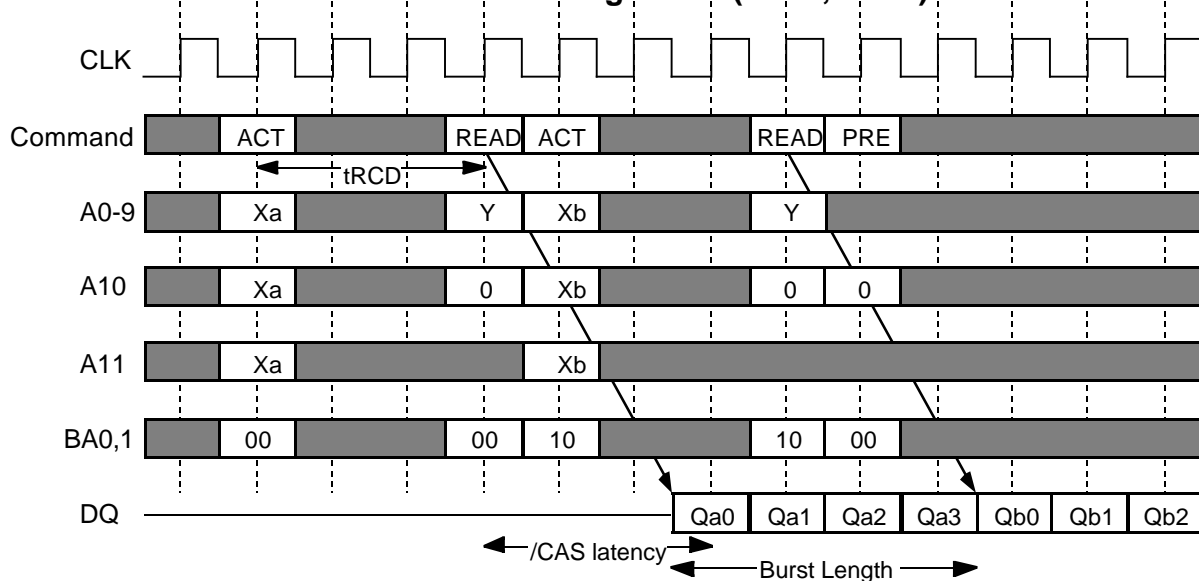 CLK
Command ACT READ ACT READ PRE
tRCD
A0-9 Xa Y Xb Y
A10 Xa 0 Xb 0 0
A11 Xa Xb
BA0,1 00 00 10 10 00
DQ Qa0 Qa1 Qa2 Qa3 Qb0 Qb1 Qb2
/CAS latency
Burst Length